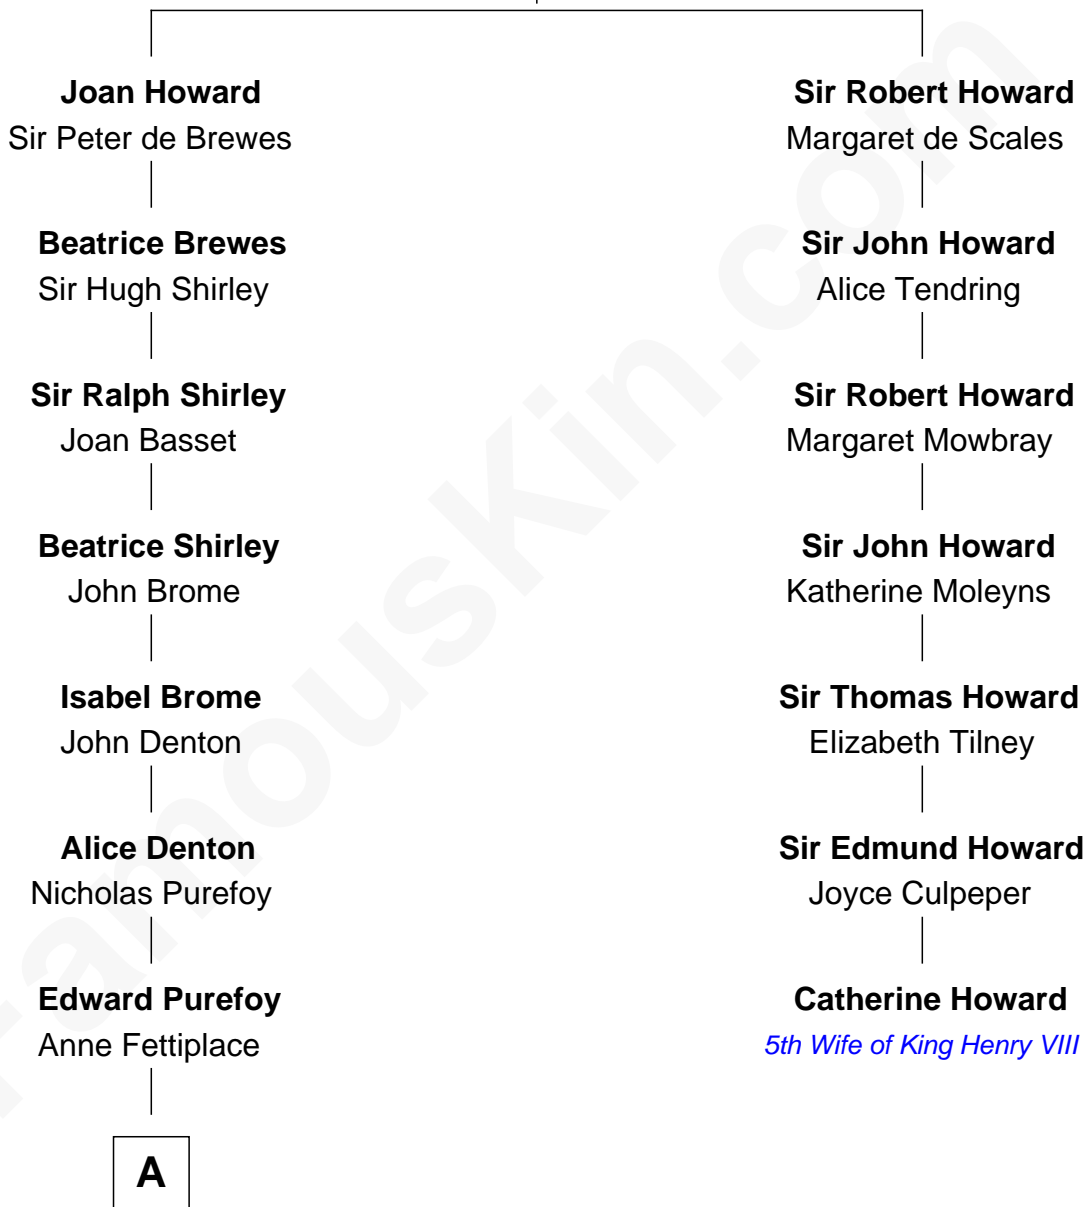 Joan Howard
Sir Peter de Brewes
Beatrice Brewes
Sir Hugh Shirley
Sir Ralph Shirley
Joan Basset
Beatrice Shirley
John Brome
Isabel Brome
John Denton
Alice Denton
Nicholas Purefoy
Edward Purefoy
Anne Fettiplace
A
Sir Robert Howard
Margaret de Scales
Sir John Howard
Alice Tendring
Sir Robert Howard
Margaret Mowbray
Sir John Howard
Katherine Moleyns
Sir Thomas Howard
Elizabeth Tilney
Sir Edmund Howard
Joyce Culpeper
Catherine Howard
5th Wife of King Henry VIII
FamousKin.com